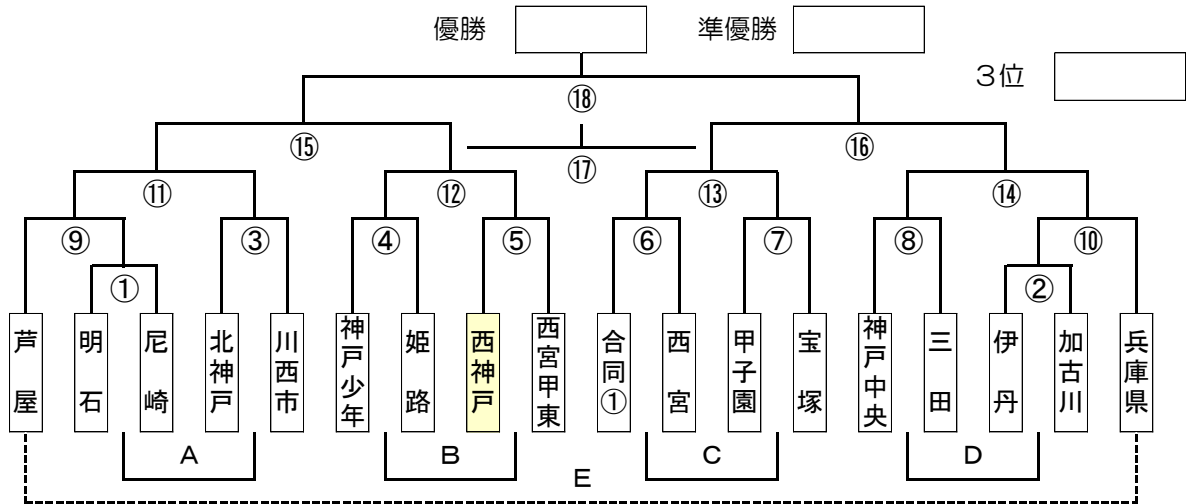 優勝 準優勝
３位
⑱
⑮ ⑰ ⑯
⑪ ⑫ ⑬ ⑭
⑨ ③ ④ ⑤ ⑥ ⑦ ⑧ ⑩
① ②
芦屋
明石
尼崎
北神戸
川西市
神戸少年
姫路
西神戸
西宮甲東
合同①
西宮
甲子園
宝塚
神戸中央
三田
伊丹
加古川
兵庫県
A B C D
E